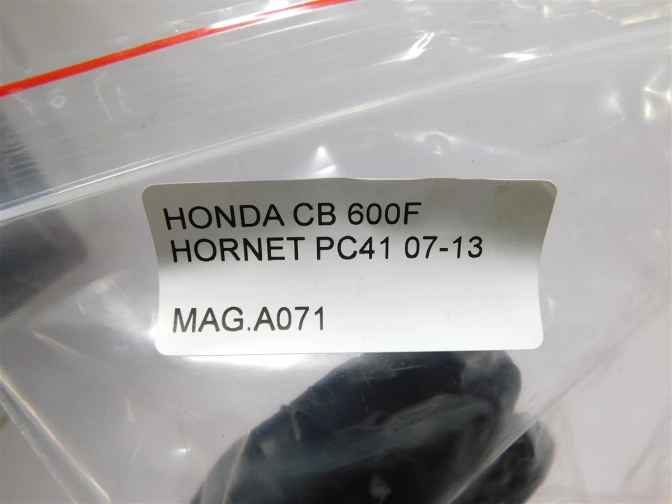 HONDA CB 600F
HORNET PC41 07-13
MAG.A071